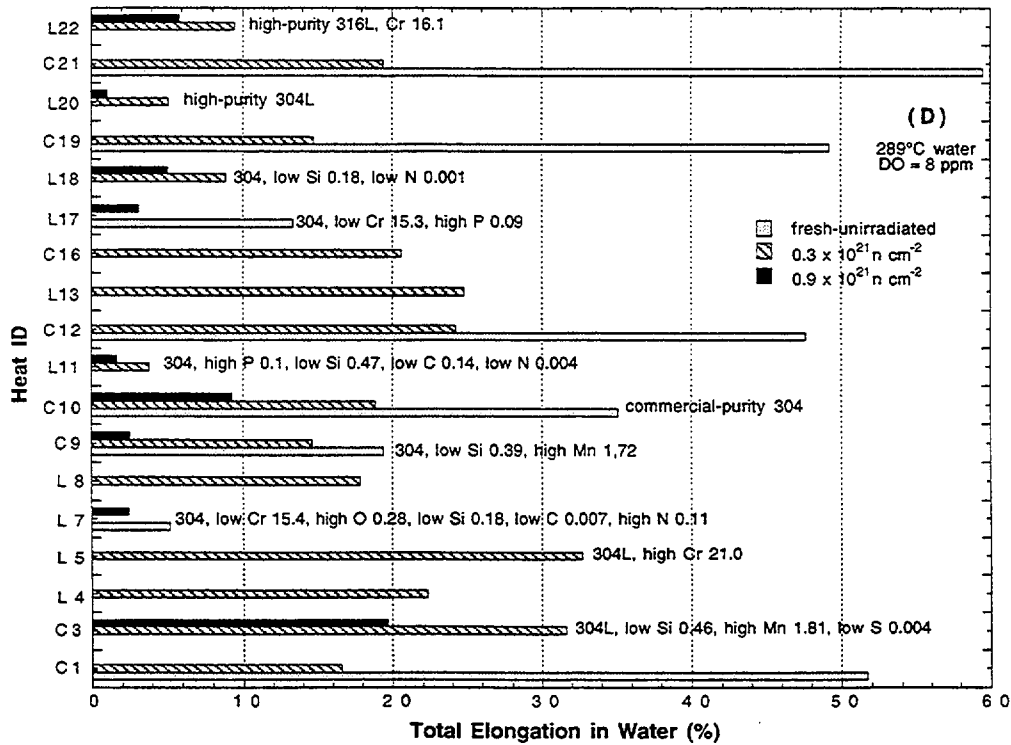 L22
high-purity 316L, Cr 16.1
C21
L20
high-purity 304L
(D)
C19
289°C water
DO = 8 ppm
L18
304, low Si 0.18, low N 0.001
L17
304, low Cr 15.3, high P 0.09
fresh-unirradiated
C16
0.3 x 10²¹ n cm⁻²
0.9 x 10²¹ n cm⁻²
L13
C12
L11
304, high P 0.1, low Si 0.47, low C 0.14, low N 0.004
Heat ID
C10
commercial-purity 304
C 9
304, low Si 0.39, high Mn 1,72
L 8
L 7
304, low Cr 15.4, high O 0.28, low Si 0.18, low C 0.007, high N 0.11
L 5
304L, high Cr 21.0
L 4
C 3
304L, low Si 0.46, high Mn 1.81, low S 0.004
C 1
0 10 20 30 40 50 60
Total Elongation in Water (%)